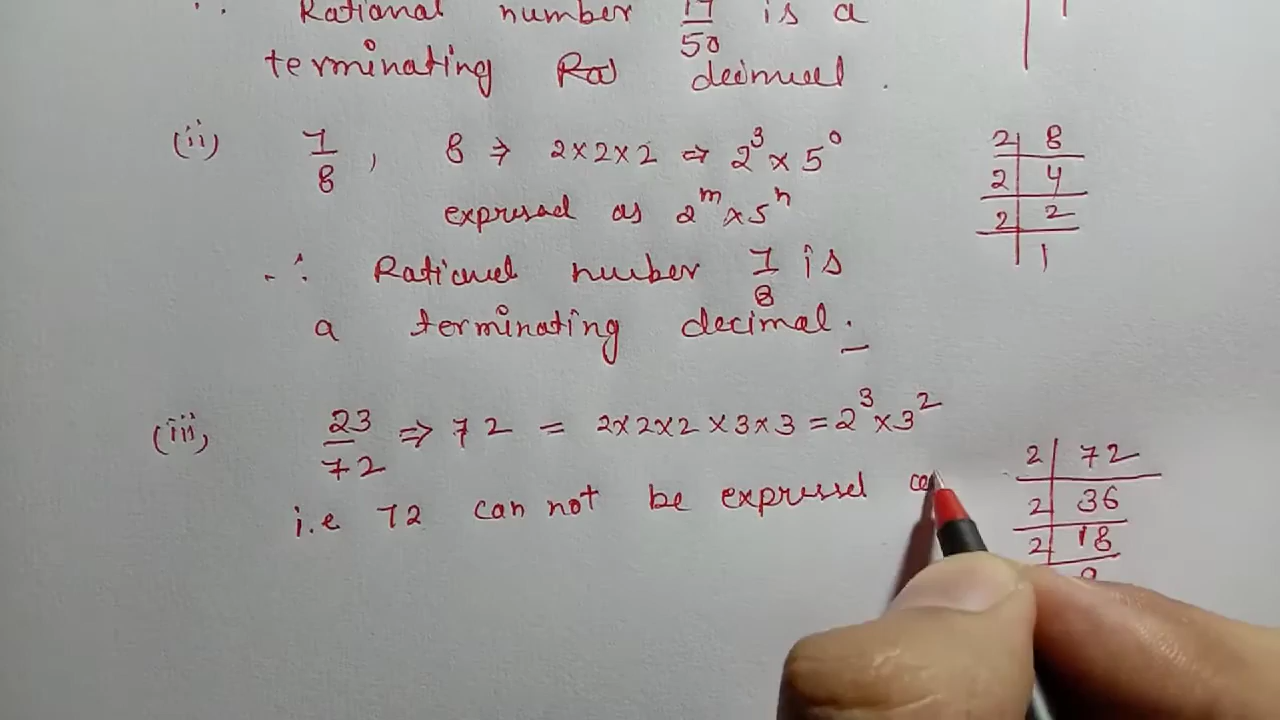 ∴ Rational number 17/50 is a
terminating decimal.
(ii) 7/8, 8 ⇒ 2×2×2 ⇒ 2³ × 5⁰
expressed as 2ᵐ × 5ⁿ
∴ Rational number 7/8 is
a terminating decimal.
(iii) 23/72 ⇒ 72 = 2×2×2×3×3 = 2³×3²
i.e 72 can not be expressed
1
2 | 8
2 | 4
2 | 2
1
2 | 72
2 | 36
2 | 18
9